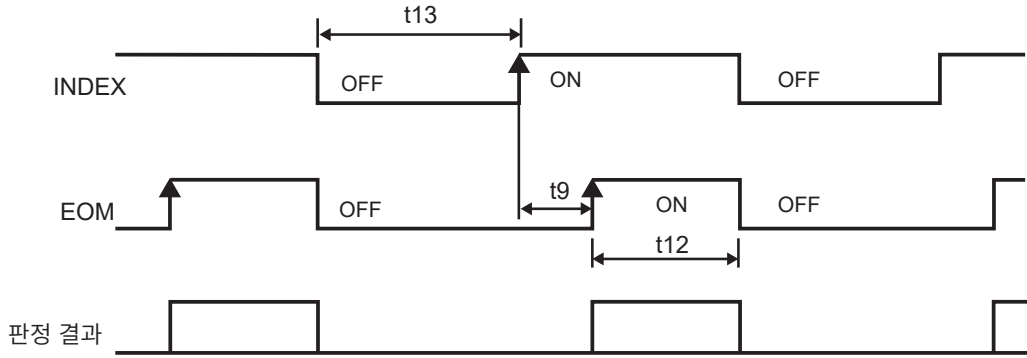 t13
INDEX
OFF
ON
OFF
EOM
OFF
t9
ON
OFF
t12
판정 결과